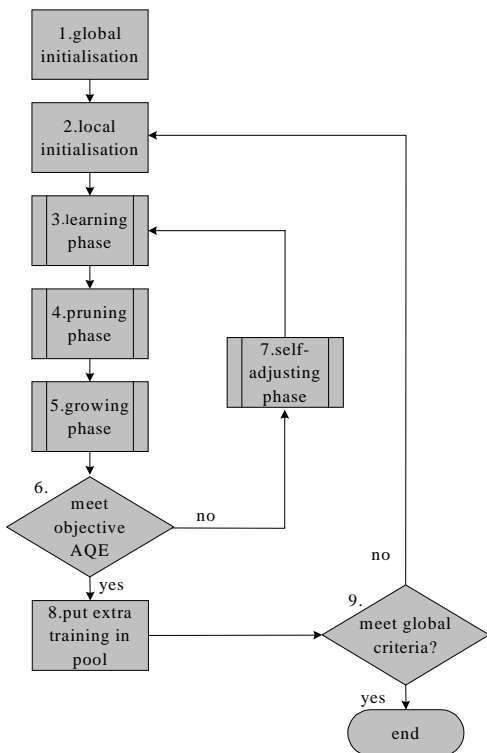 1.global
initialisation
2.local
initialisation
3.learning
phase
4.pruning
phase
7.self-
adjusting
phase
5.growing
phase
6.
meet
objective
AQE
no
yes
no
8.put extra
training in
pool
9.
meet global
criteria?
yes
end